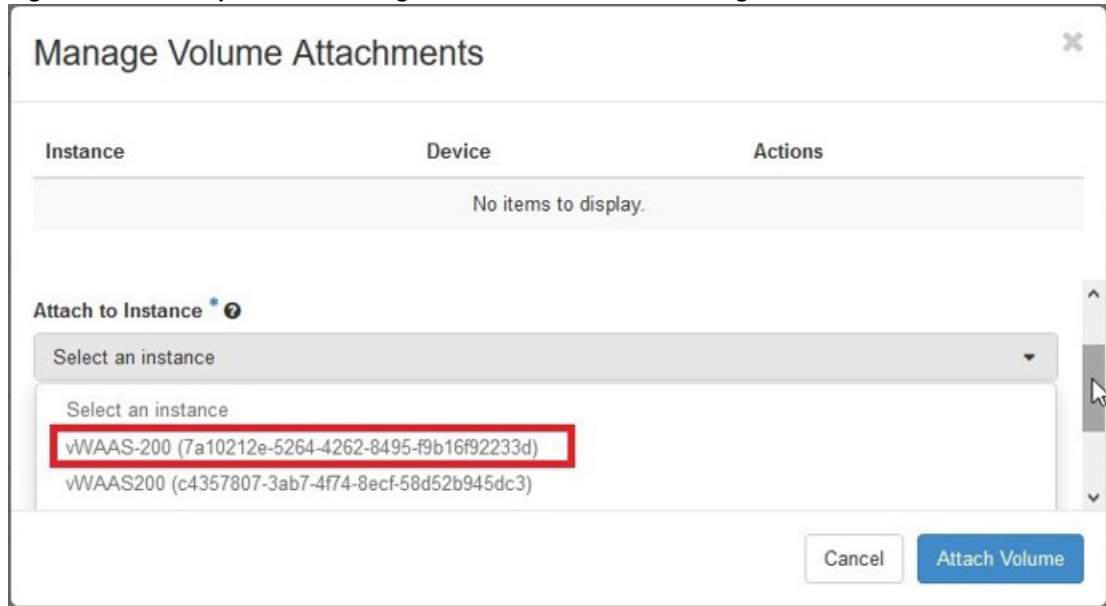 Manage Volume Attachments
Instance Device Actions
No items to display.
Attach to Instance *
Select an instance
Select an instance
vWAAS-200 (7a10212e-5264-4262-8495-f9b16f92233d)
vWAAS200 (c4357807-3ab7-4f74-8ecf-58d52b945dc3)
Cancel Attach Volume